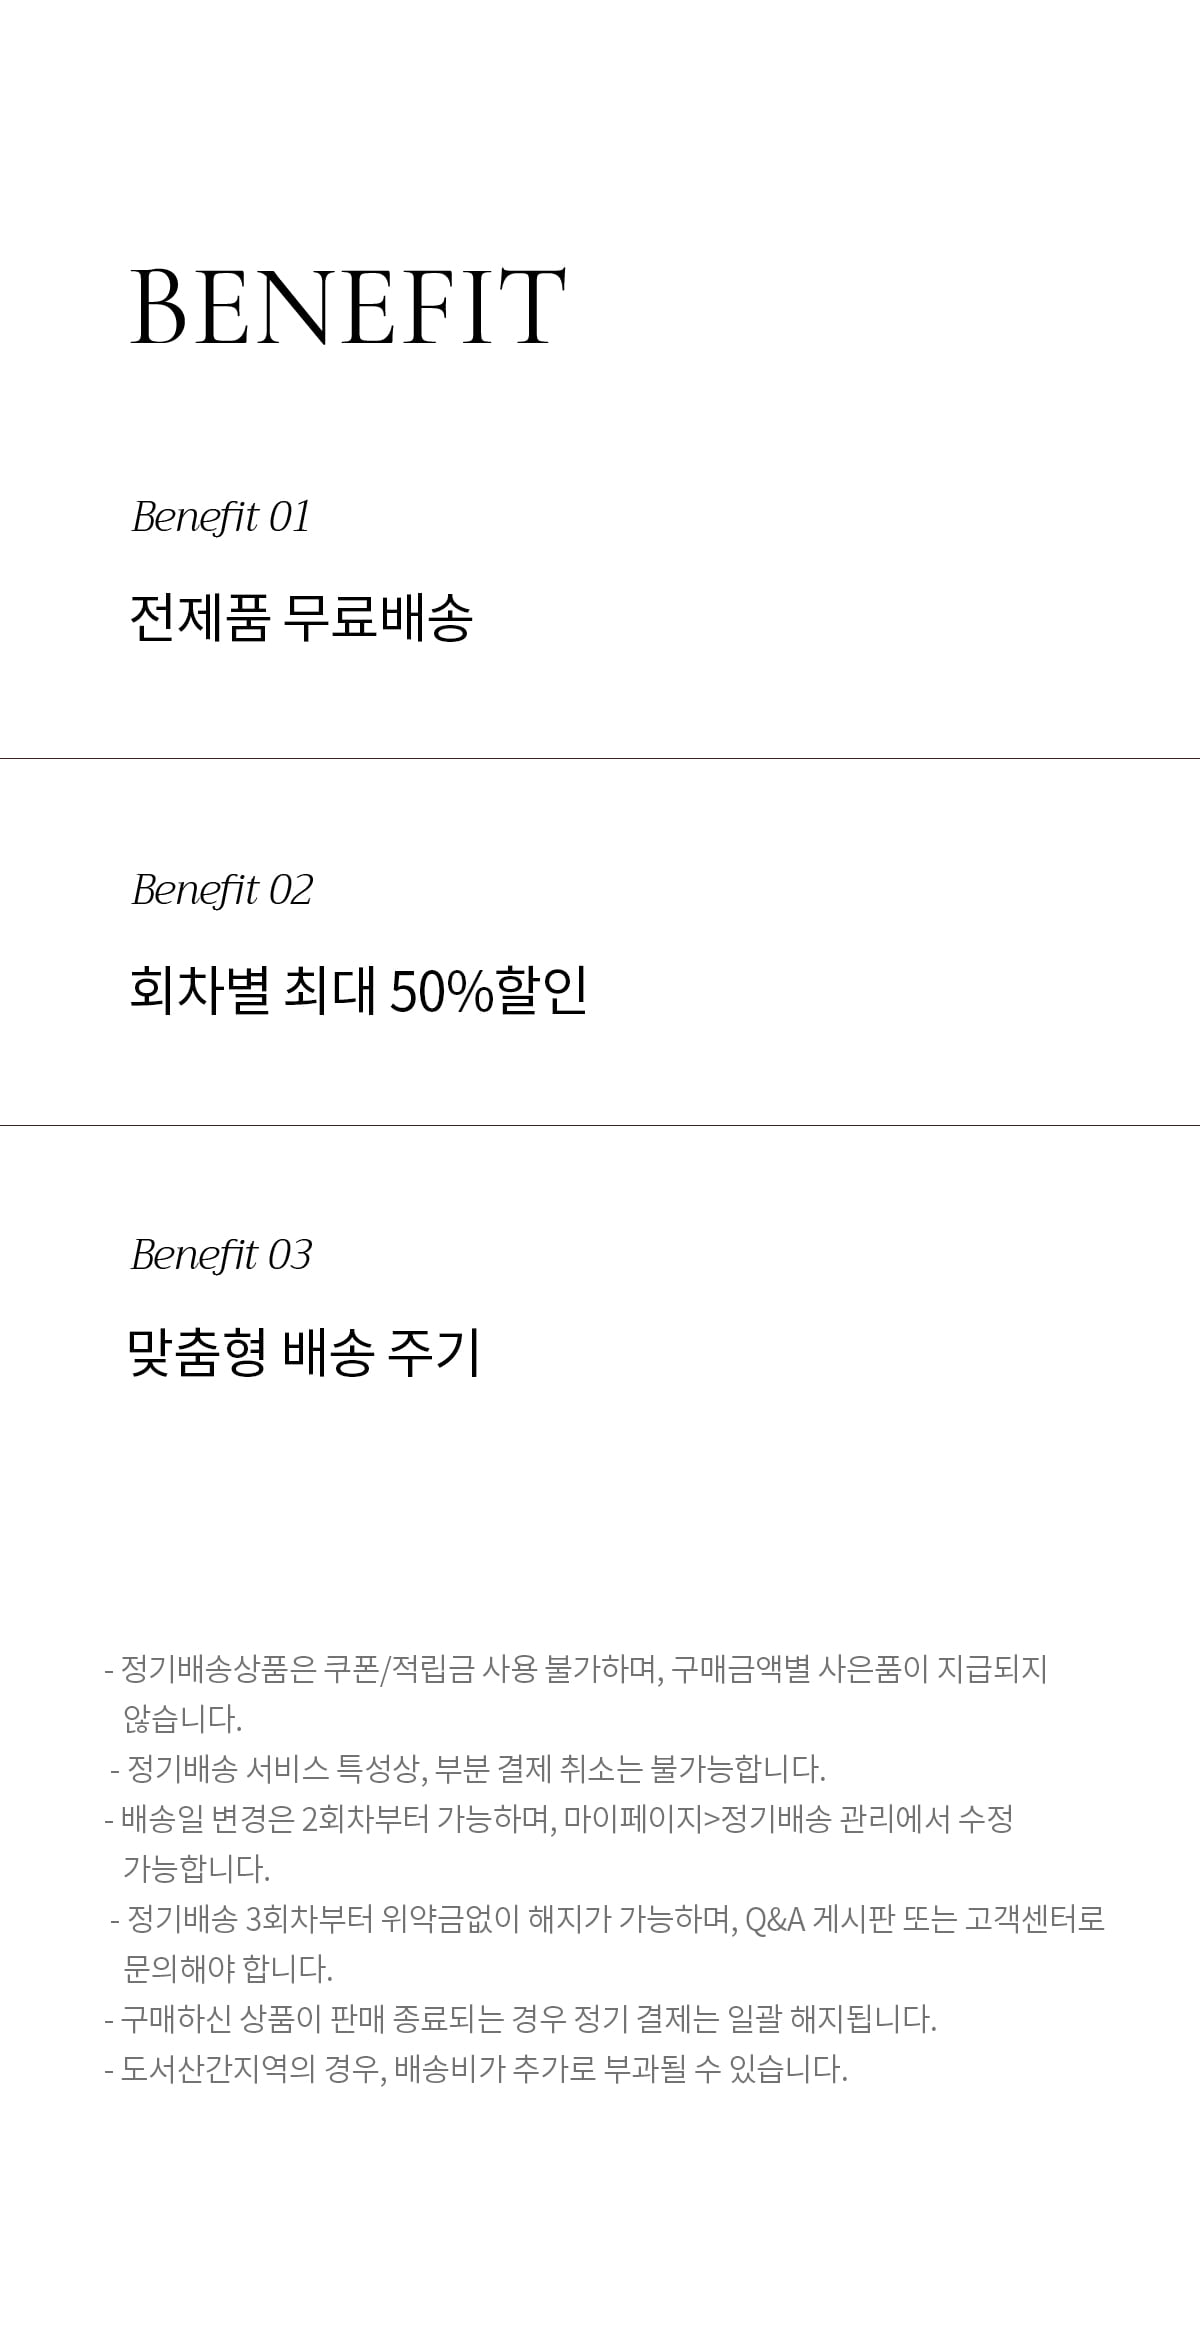 BENEFIT
Benefit 01
전제품 무료배송
Benefit 02
회차별 최대 50%할인
Benefit 03
맞춤형 배송 주기
- 정기배송상품은 쿠폰/적립금 사용 불가하며, 구매금액별 사은품이 지급되지
않습니다.
- 정기배송 서비스 특성상, 부분 결제 취소는 불가능합니다.
- 배송일 변경은 2회차부터 가능하며, 마이페이지>정기배송 관리에서 수정
가능합니다.
- 정기배송 3회차부터 위약금없이 해지가 가능하며, Q&A 게시판 또는 고객센터로
문의해야 합니다.
- 구매하신 상품이 판매 종료되는 경우 정기 결제는 일괄 해지됩니다.
- 도서산간지역의 경우, 배송비가 추가로 부과될 수 있습니다.